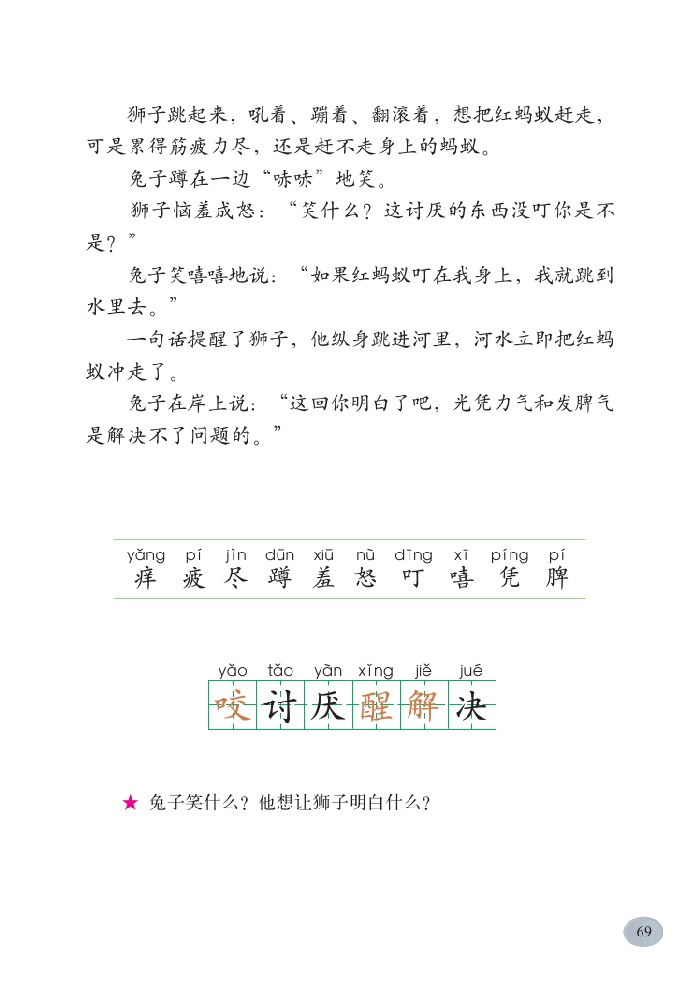 狮子跳起来，吼着、蹦着、翻滚着，想把红蚂蚁赶走，
可是累得筋疲力尽，还是赶不走身上的蚂蚁。
兔子蹲在一边“哧哧”地笑。
狮子恼羞成怒：“笑什么？这讨厌的东西没叮你是不
是？”
兔子笑嘻嘻地说：“如果红蚂蚁叮在我身上，我就跳到
水里去。”
一句话提醒了狮子，他纵身跳进河里，河水立即把红蚂
蚁冲走了。
兔子在岸上说：“这回你明白了吧，光凭力气和发脾气
是解决不了问题的。”
yǎng pí jìn dūn xiū nù dīng xī píng pí
痒 疲 尽 蹲 羞 怒 叮 嘻 凭 脾
yǎo tǎo yàn xǐng jiě jué
咬 讨 厌 醒 解 决
★ 兔子笑什么？他想让狮子明白什么？
69